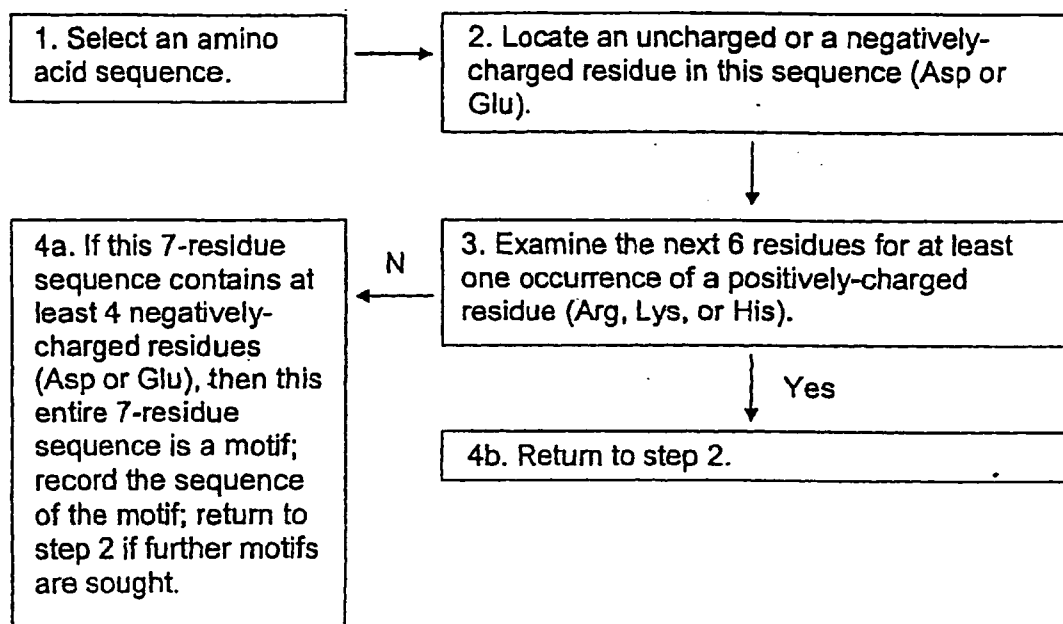 1. Select an amino
acid sequence.
2. Locate an uncharged or a negatively-
charged residue in this sequence (Asp or
Glu).
3. Examine the next 6 residues for at least
one occurrence of a positively-charged
residue (Arg, Lys, or His).
N
4a. If this 7-residue
sequence contains at
least 4 negatively-
charged residues
(Asp or Glu), then this
entire 7-residue
sequence is a motif;
record the sequence
of the motif; return to
step 2 if further motifs
are sought.
Yes
4b. Return to step 2.